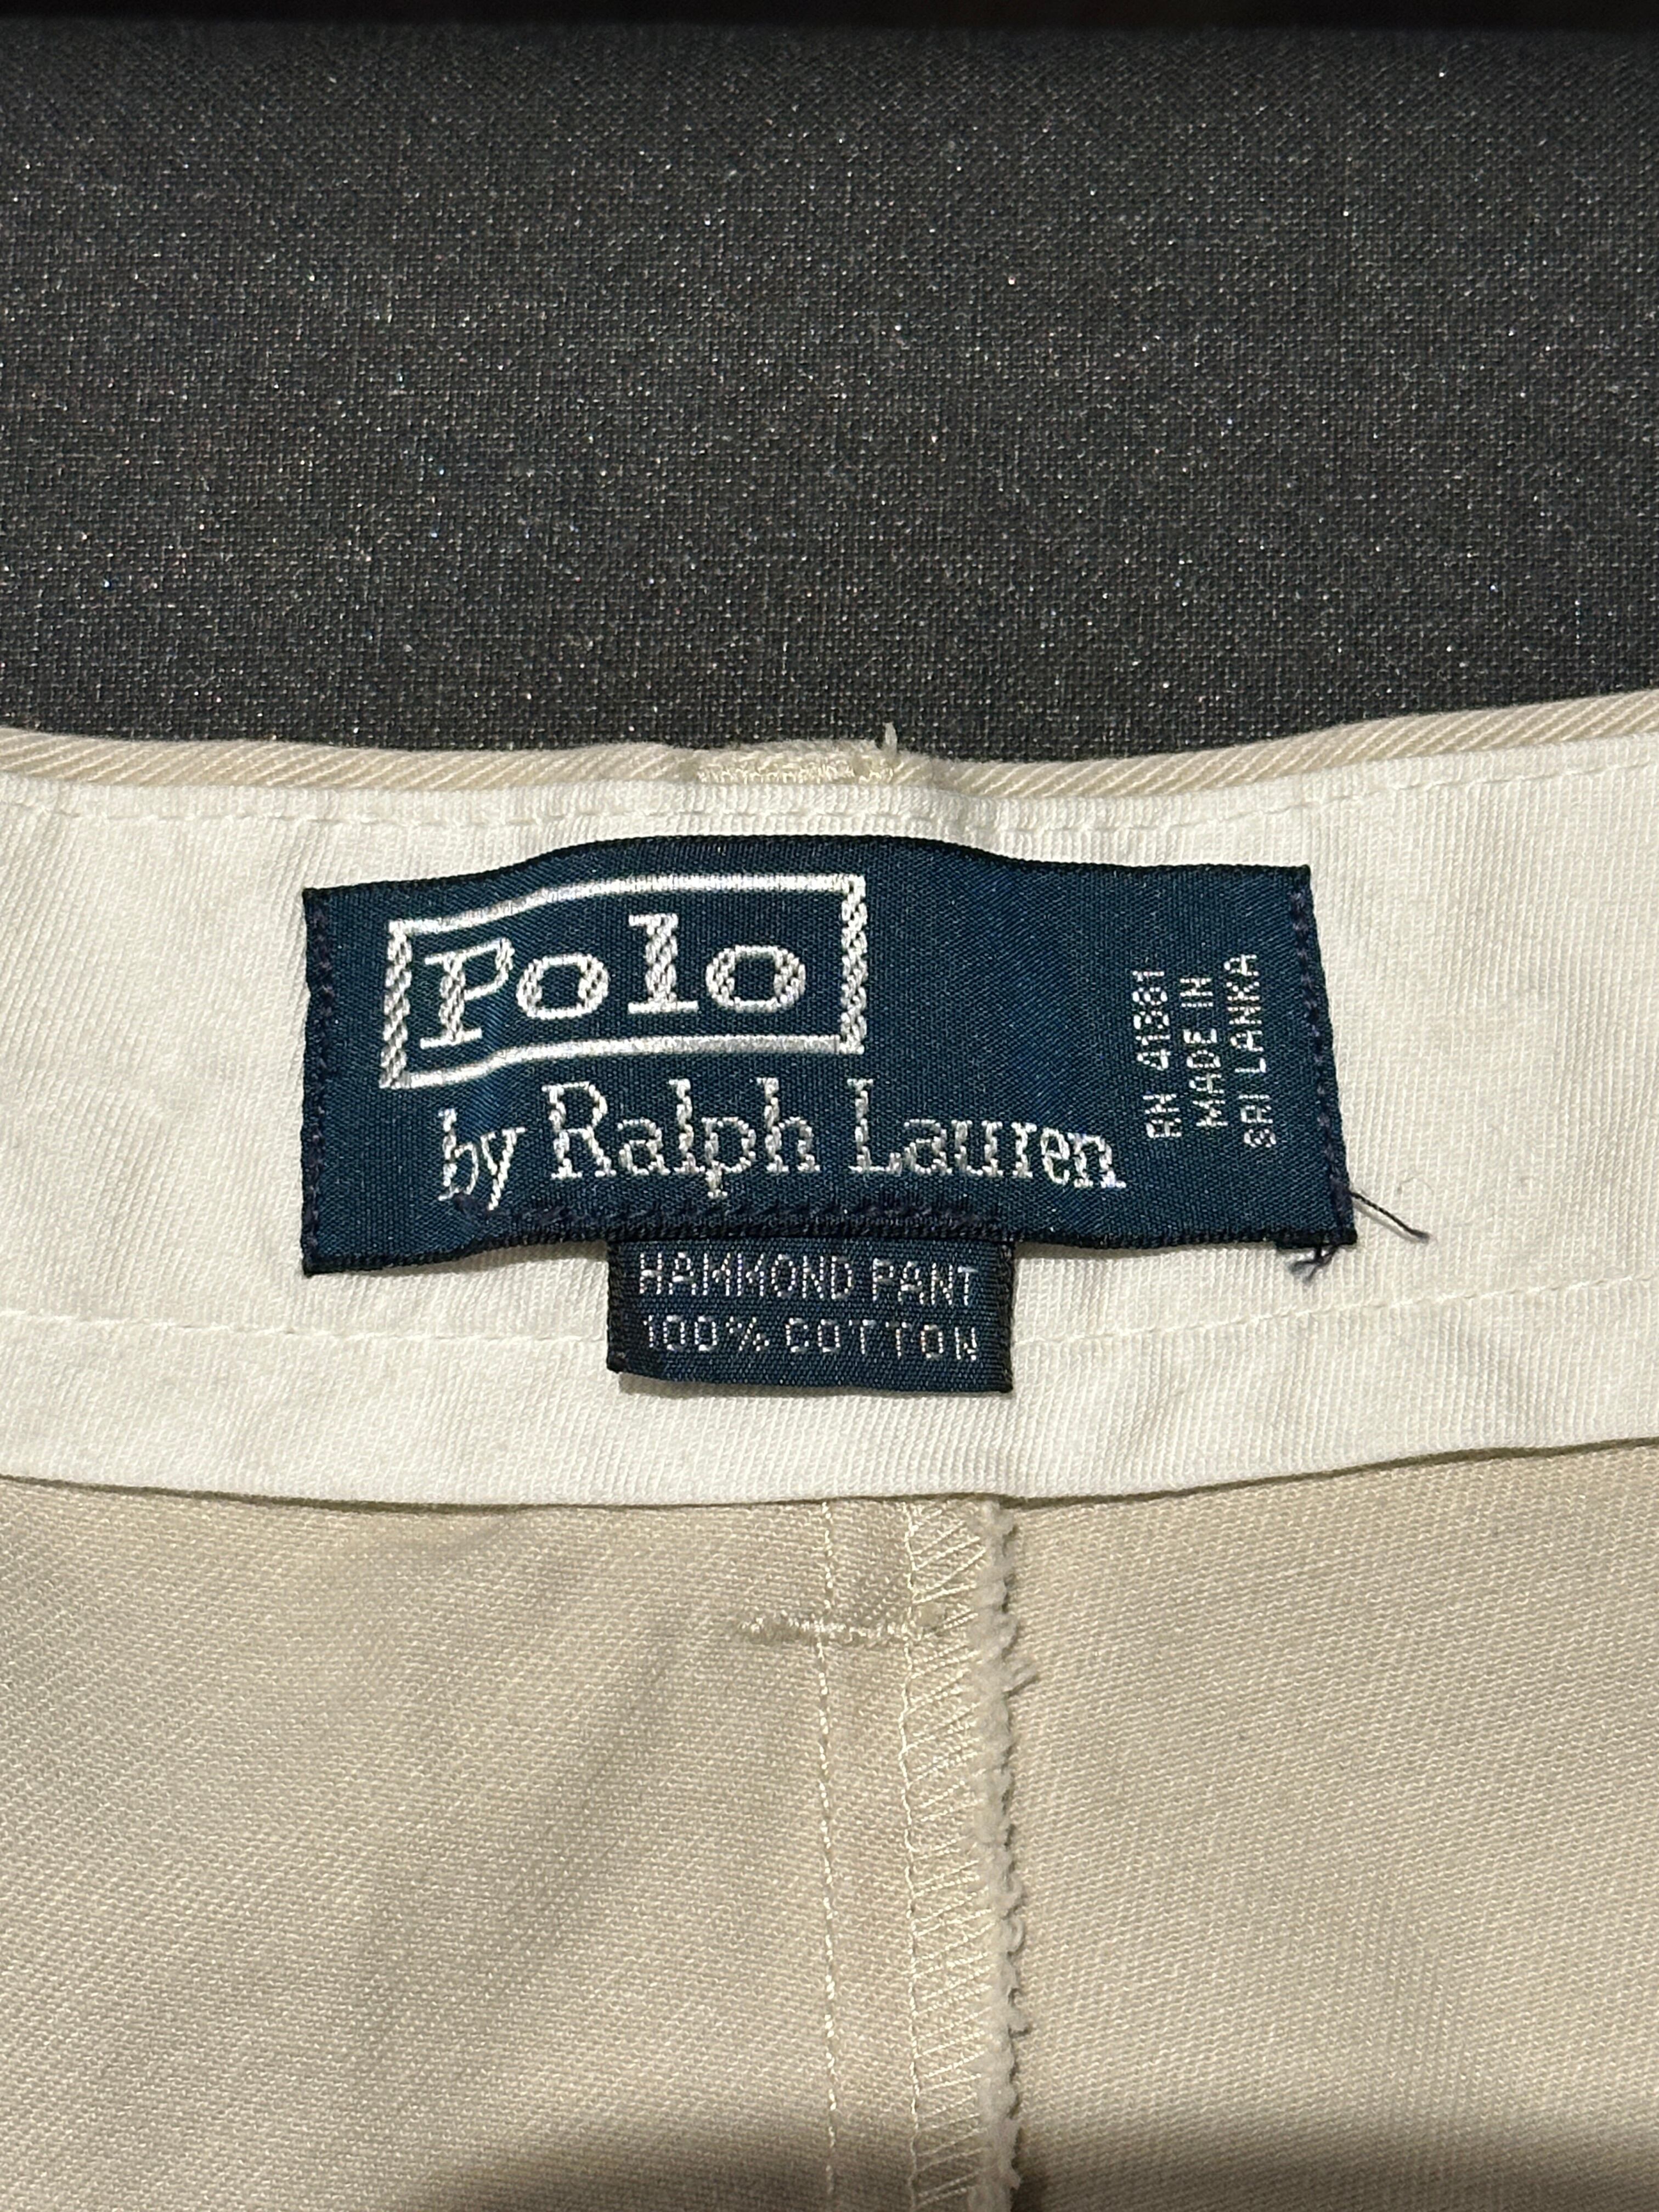 Polo
by Ralph Lauren
RN 41381
MADE IN
SRI LANKA
HAMMOND PANT
100% COTTON